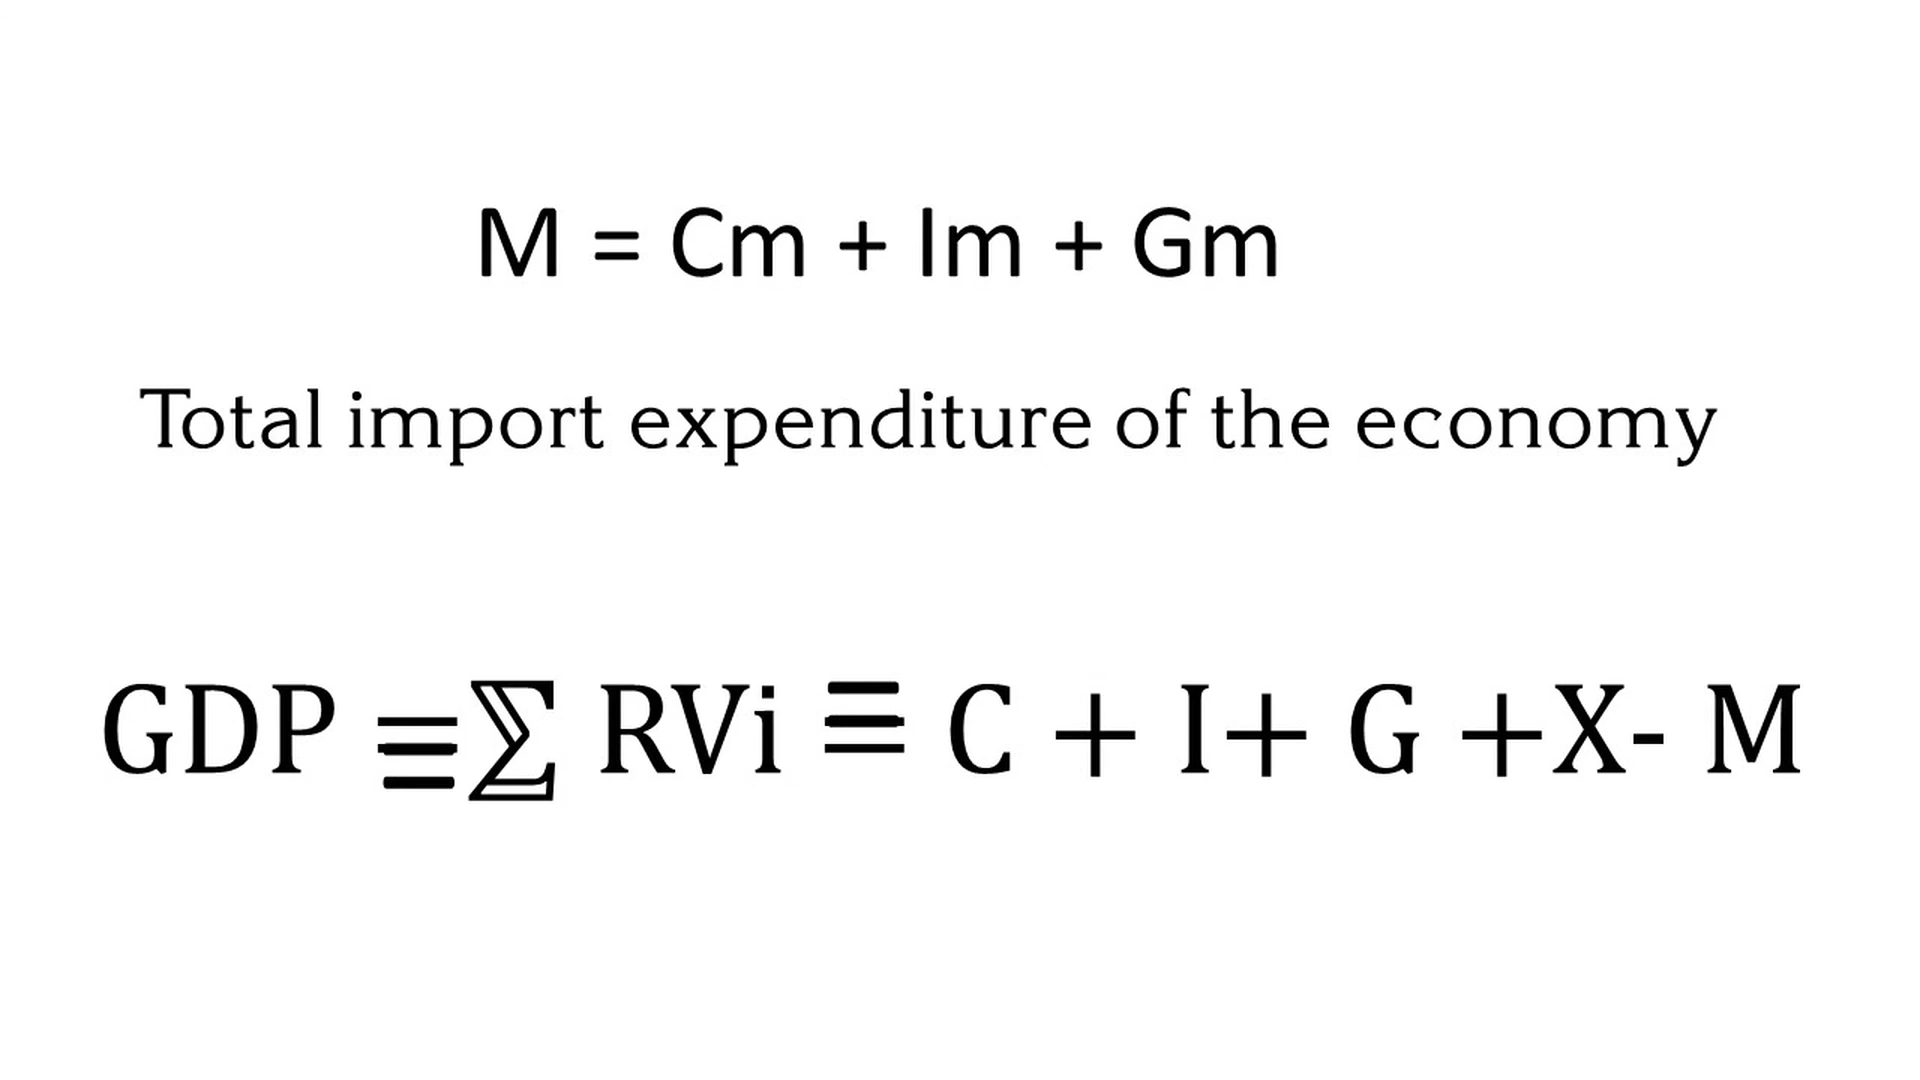 M = Cm + Im + Gm
Total import expenditure of the economy
GDP ≡∑ RVi ≡ C + I+ G +X- M